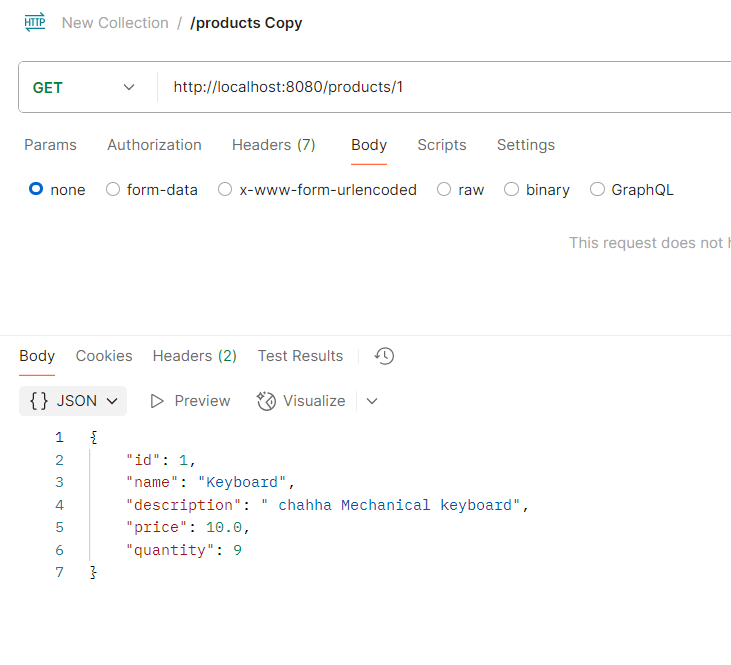 HTTP New Collection / /products Copy
GET http://localhost:8080/products/1
Params Authorization Headers (7) Body Scripts Settings
none form-data x-www-form-urlencoded raw binary GraphQL
This request does not h
Body Cookies Headers (2) Test Results
{} JSON Preview Visualize
1 {
2 "id": 1,
3 "name": "Keyboard",
4 "description": " chahha Mechanical keyboard",
5 "price": 10.0,
6 "quantity": 9
7 }